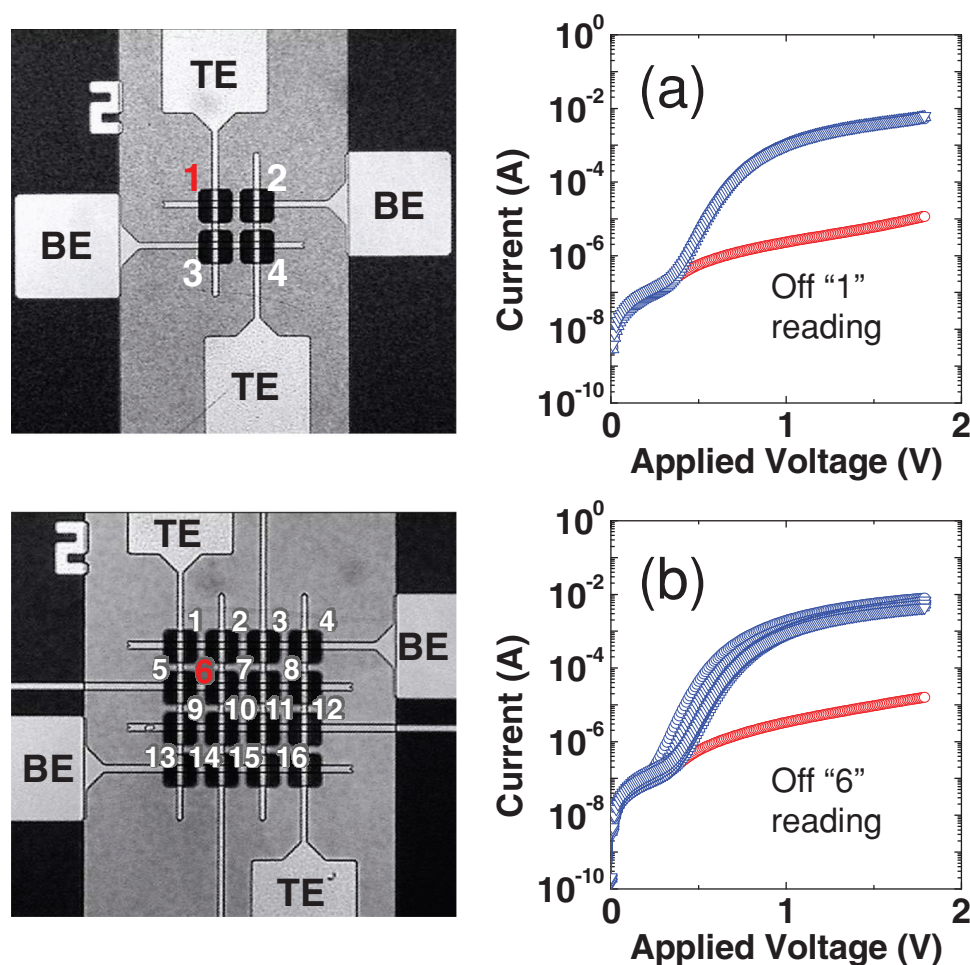 2
TE
1 2
BE
BE
3 4
TE
(a)
Off “1”
reading
Current (A)
10^0
10^-2
10^-4
10^-6
10^-8
10^-10
0 1 2
Applied Voltage (V)
2
TE
1 2 3 4
BE
5 6 7 8
9 10 11 12
BE
13 14 15 16
TE
(b)
Off “6”
reading
Current (A)
10^0
10^-2
10^-4
10^-6
10^-8
10^-10
0 1 2
Applied Voltage (V)